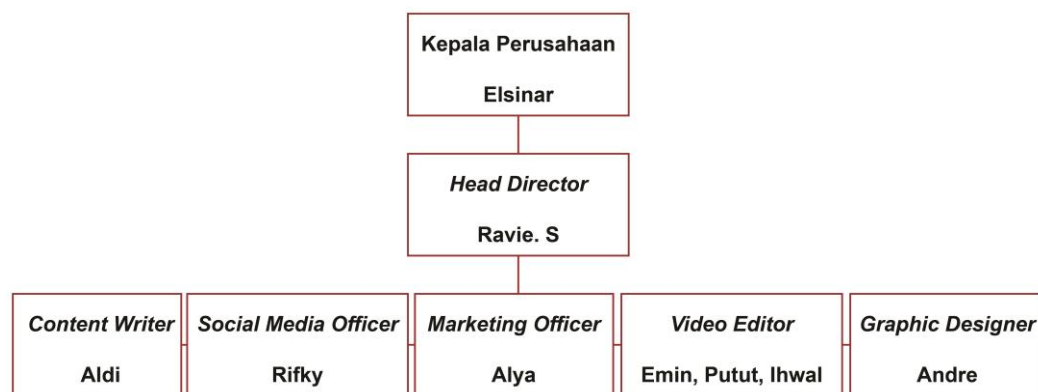 Kepala Perusahaan
Elsinar
Head Director
Ravie. S
Content Writer
Aldi
Social Media Officer
Rifky
Marketing Officer
Alya
Video Editor
Emin, Putut, Ihwal
Graphic Designer
Andre